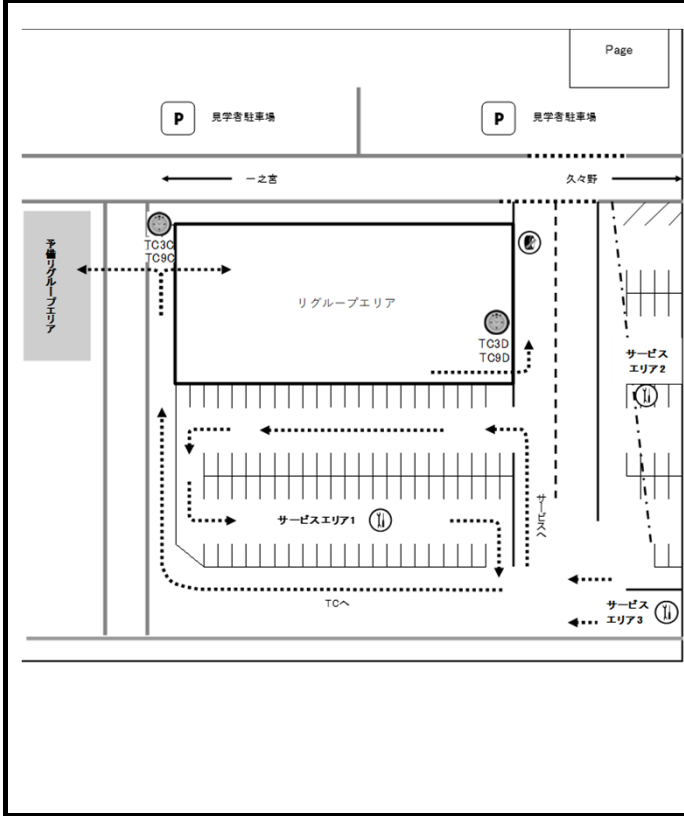 Page
P 見学者駐車場
P 見学者駐車場
一之宮
久々野
予備リグループエリア
TC3C
TC9C
リグループエリア
TC3D
TC9D
サービス
エリア2
サービスへ
サービスエリア1
TCへ
サービス
エリア3